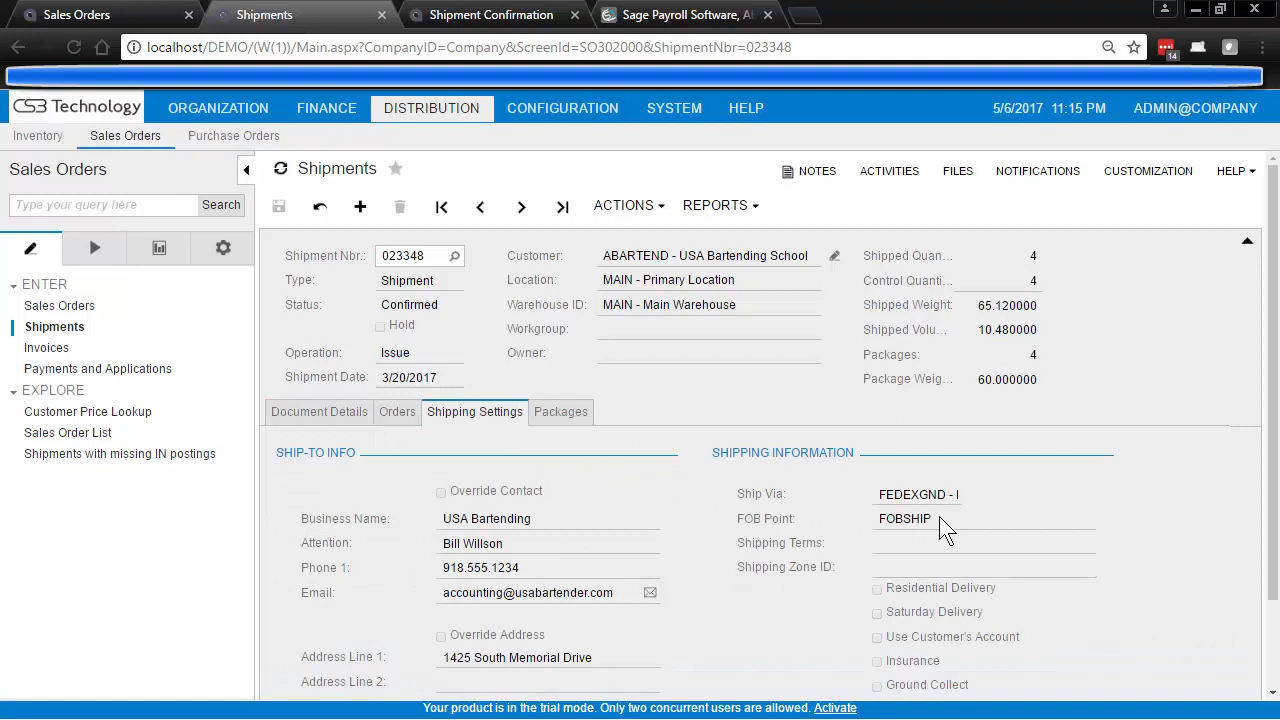 Sales Orders
Shipments
Shipment Confirmation
Sage Payroll Software, Al
localhost/DEMO/(W(1))/Main.aspx?CompanyID=Company&ScreenId=SO302000&ShipmentNbr=023348
14
CS3 Technology
ORGANIZATION FINANCE DISTRIBUTION CONFIGURATION SYSTEM HELP
5/6/2017 11:15 PM ADMIN@COMPANY
Inventory Sales Orders Purchase Orders
Sales Orders
Shipments
NOTES ACTIVITIES FILES NOTIFICATIONS CUSTOMIZATION HELP
Type your query here Search
ACTIONS REPORTS
ENTER
Sales Orders
Shipments
Invoices
Payments and Applications
EXPLORE
Customer Price Lookup
Sales Order List
Shipments with missing IN postings
Shipment Nbr.: 023348
Type: Shipment
Status: Confirmed
Hold
Operation: Issue
Shipment Date: 3/20/2017
Customer: ABARTEND - USA Bartending School
Location: MAIN - Primary Location
Warehouse ID: MAIN - Main Warehouse
Workgroup:
Owner:
Shipped Quan... 4
Control Quanti... 4
Shipped Weight: 65.120000
Shipped Volu... 10.480000
Packages: 4
Package Weig... 60.000000
Document Details Orders Shipping Settings Packages
SHIP-TO INFO
Override Contact
Business Name: USA Bartending
Attention: Bill Willson
Phone 1: 918.555.1234
Email: accounting@usabartender.com
Override Address
Address Line 1: 1425 South Memorial Drive
Address Line 2:
SHIPPING INFORMATION
Ship Via: FEDEXGND -
FOB Point: FOBSHIP
Shipping Terms:
Shipping Zone ID:
Residential Delivery
Saturday Delivery
Use Customer's Account
Insurance
Ground Collect
Your product is in the trial mode. Only two concurrent users are allowed. Activate